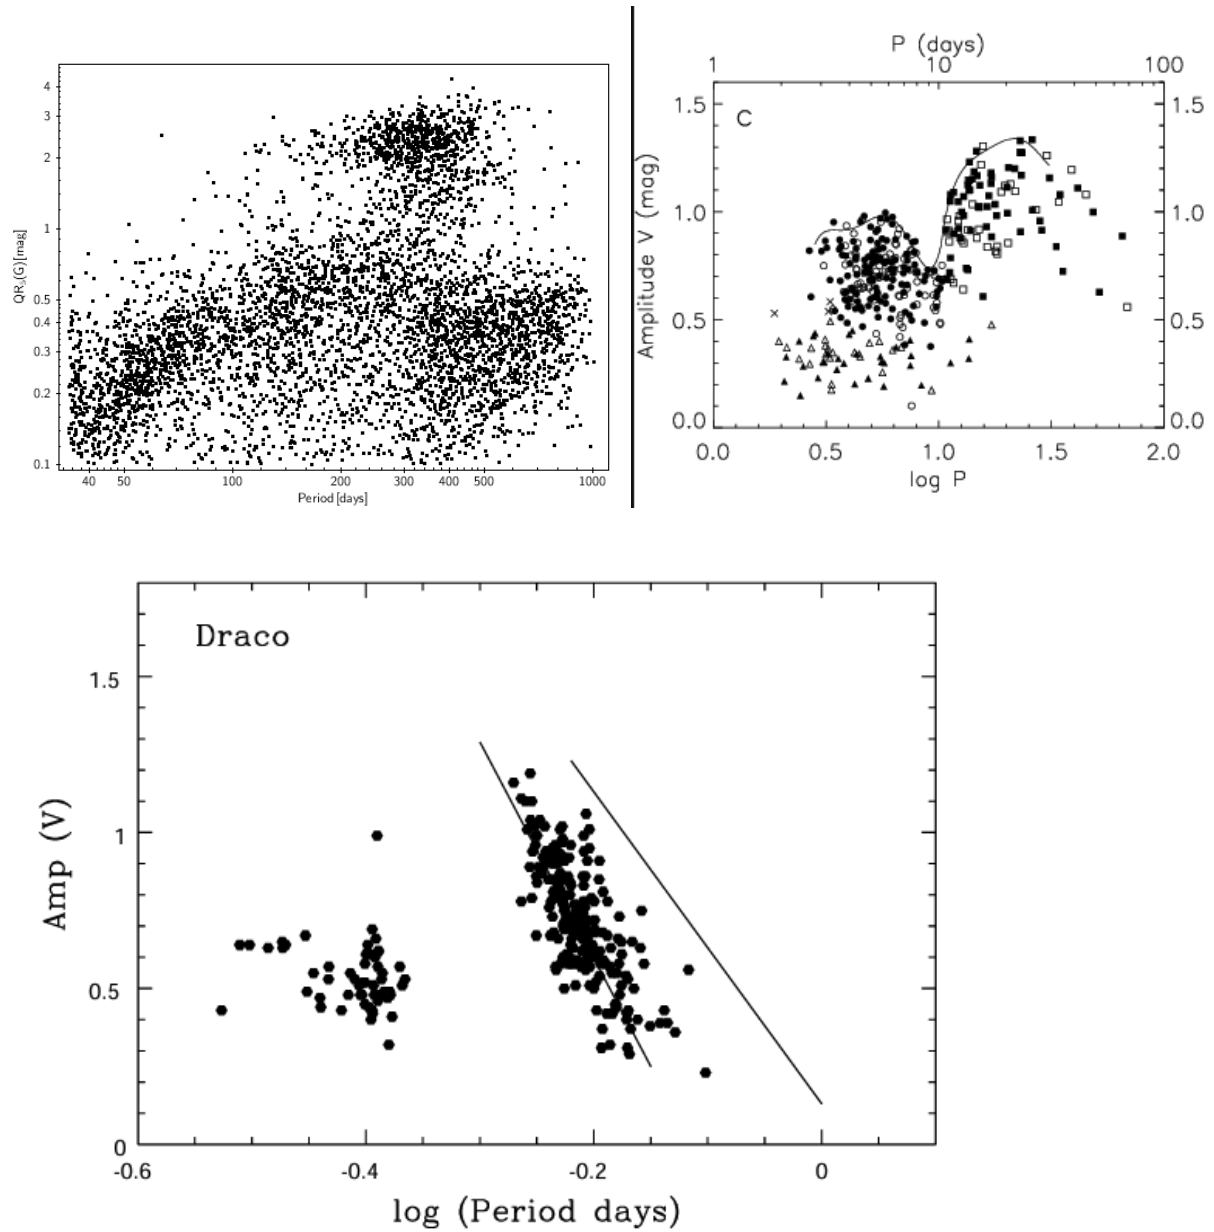 4
3
2
1
0.5
0.4
0.3
0.2
0.1
QR₅(G)[mag]
40 50 100 200 300 400 500 1000
Period [days]
P (days)
1 10 100
1.5 1.5
C
1.0 1.0
0.5 0.5
0.0 0.0
Amplitude V (mag)
0.0 0.5 1.0 1.5 2.0
log P
Draco
1.5
1
0.5
0
Amp (V)
-0.6 -0.4 -0.2 0
log (Period days)